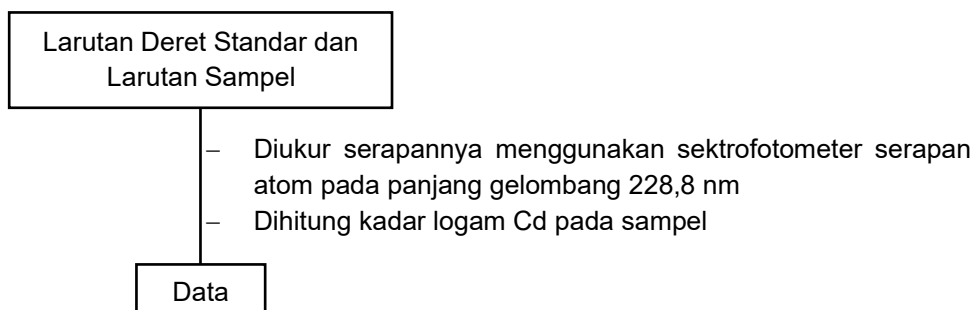 Larutan Deret Standar dan
Larutan Sampel
– Diukur serapannya menggunakan sektrofotometer serapan
atom pada panjang gelombang 228,8 nm
– Dihitung kadar logam Cd pada sampel
Data